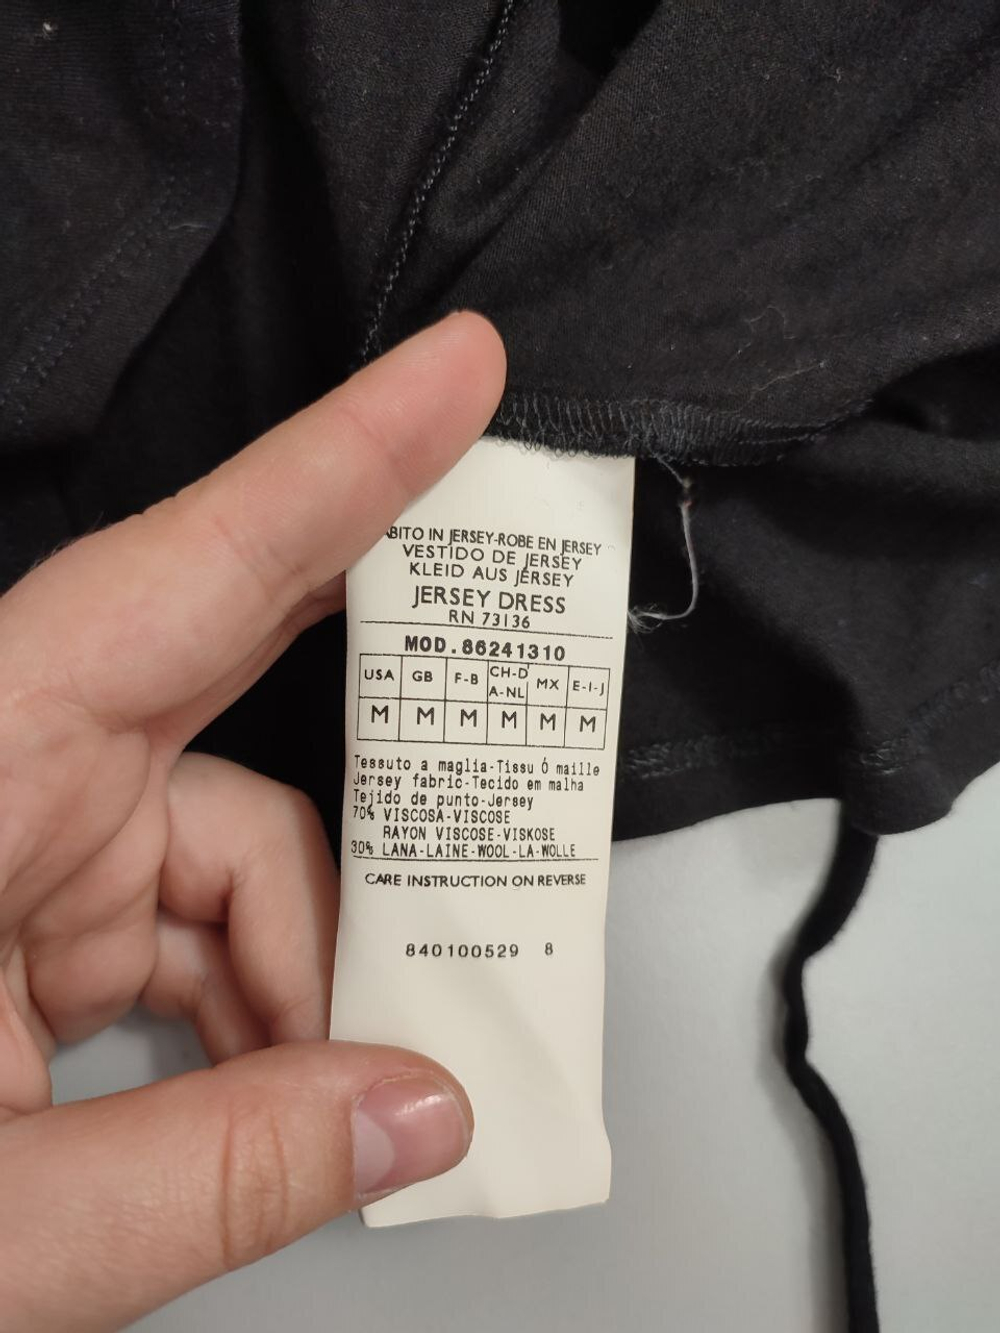 BITO IN JERSEY-ROBE EN JERSEY
VESTIDO DE JERSEY
KLEID AUS JERSEY
JERSEY DRESS
RN 73136
MOD.86241310
USA GB F-B CH-D A-NL MX E-I-J
M M M M M M
Tessuto a maglia-Tissu Ó maille
Jersey fabric-Tecido em malha
Tejido de punto-Jersey
70% VISCOSA-VISCOSE
RAYON VISCOSE-VISKOSE
30% LANA-LAINE-WOOL-LA-WOLLE
CARE INSTRUCTION ON REVERSE
840100529 8